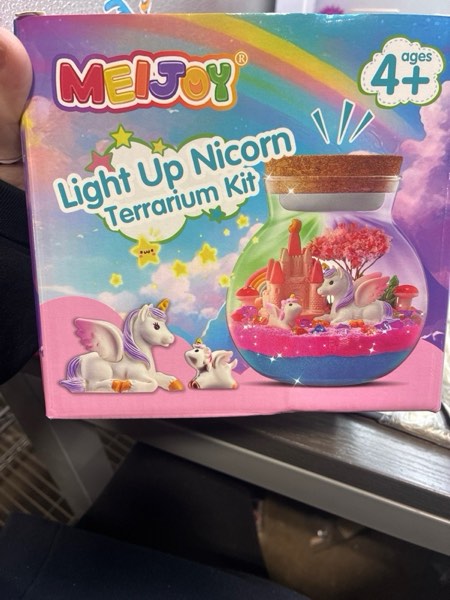 MEIJOY®
ages
4+
Light Up Nicorn
Terrarium Kit